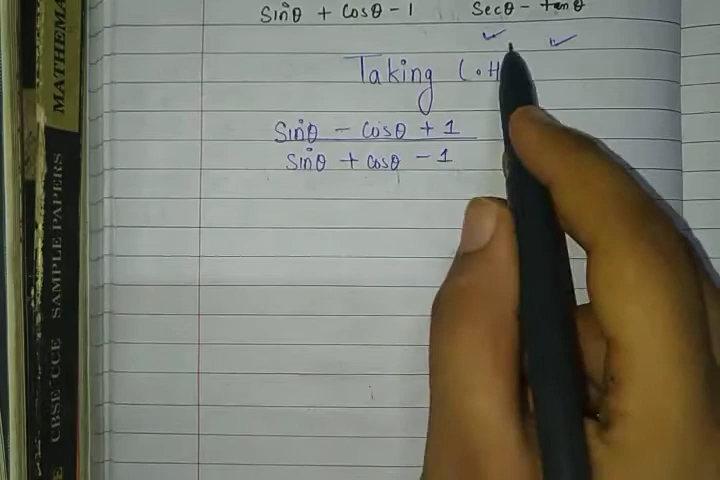 sinθ + cosθ - 1 secθ - tanθ
Taking L.H
sinθ - cosθ + 1
sinθ + cosθ - 1
MATHEMA
CBSE-CCE SAMPLE PAPERS